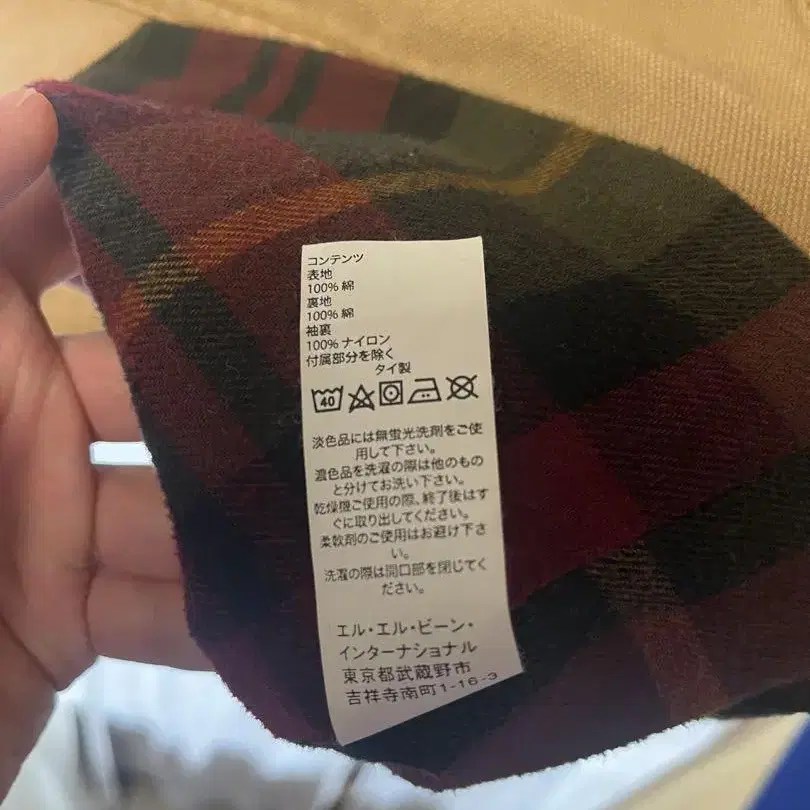 コンテンツ
表地
100% 綿
裏地
100% 綿
袖裏
100% ナイロン
付属部分を除く
タイ製
40
淡色品には無蛍光洗剤をご使
用して下さい。
濃色品を洗濯の際は他のもの
と分けてお洗い下さい。
乾燥機ご使用の際、終了後はす
ぐに取り出してください。
柔軟剤のご使用はお避け下さ
い。
洗濯の際は開口部を閉じてく
ださい。
エル・エル・ビーン・
インターナショナル
東京都武蔵野市
吉祥寺南町1-16-3